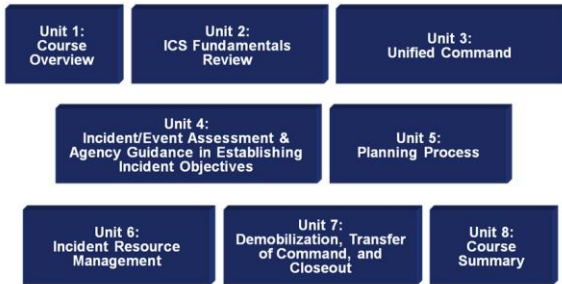 Unit 1:
Course
Overview
Unit 2:
ICS Fundamentals
Review
Unit 3:
Unified Command
Unit 4:
Incident/Event Assessment &
Agency Guidance in Establishing
Incident Objectives
Unit 5:
Planning Process
Unit 6:
Incident Resource
Management
Unit 7:
Demobilization, Transfer
of Command, and
Closeout
Unit 8:
Course
Summary